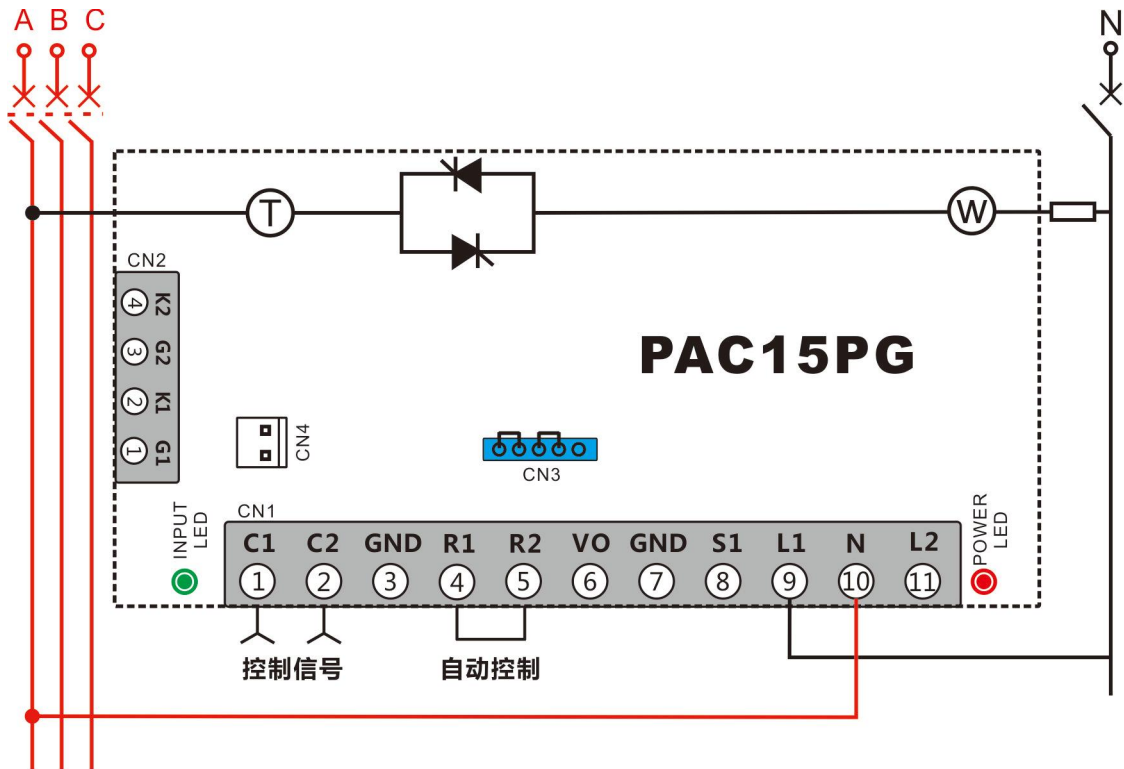 A B C
N
T
W
CN2
4 K2
3 G2
2 K1
1 G1
PAC15PG
CN4
CN3
INPUT
LED
CN1
C1 C2 GND R1 R2 VO GND S1 L1 N L2
1 2 3 4 5 6 7 8 9 10 11
POWER
LED
控制信号
自动控制